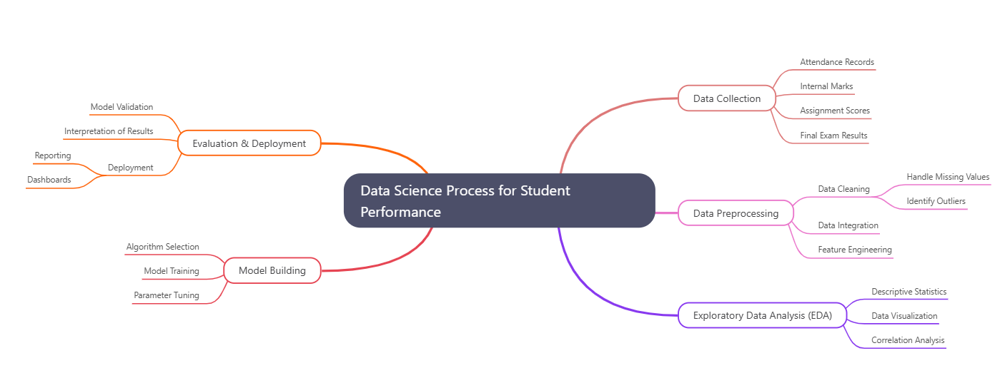 Data Science Process for Student
Performance
Data Collection
Attendance Records
Internal Marks
Assignment Scores
Final Exam Results
Data Preprocessing
Data Cleaning
Handle Missing Values
Identify Outliers
Data Integration
Feature Engineering
Exploratory Data Analysis (EDA)
Descriptive Statistics
Data Visualization
Correlation Analysis
Model Building
Algorithm Selection
Model Training
Parameter Tuning
Evaluation & Deployment
Model Validation
Interpretation of Results
Deployment
Reporting
Dashboards